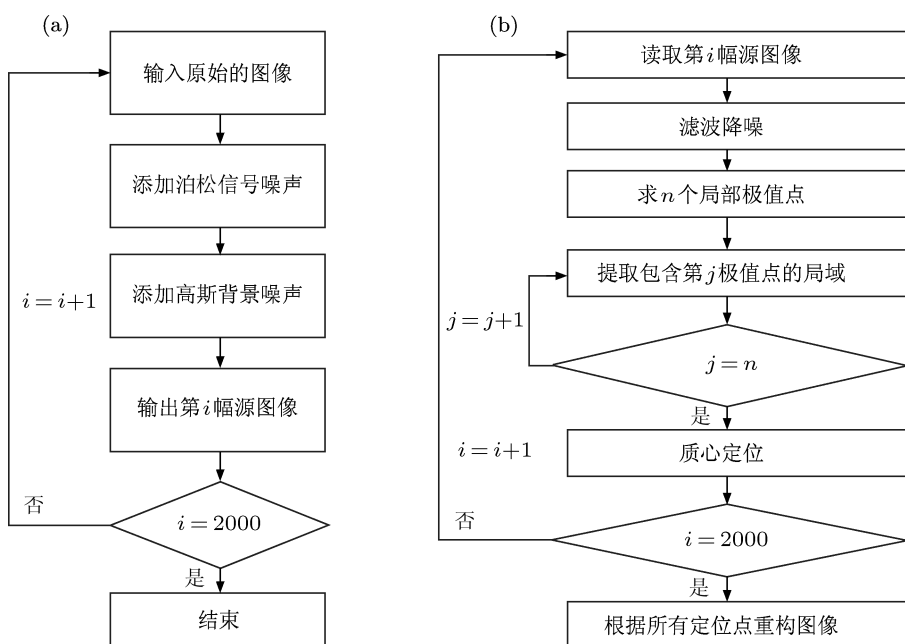 (a)
输入原始的图像
添加泊松信号噪声
添加高斯背景噪声
i = i+1
输出第i幅源图像
否
i = 2000
是
结束
(b)
读取第i幅源图像
滤波降噪
求n个局部极值点
提取包含第j极值点的局域
j = j+1
j = n
是
质心定位
i = i+1
否
i = 2000
是
根据所有定位点重构图像